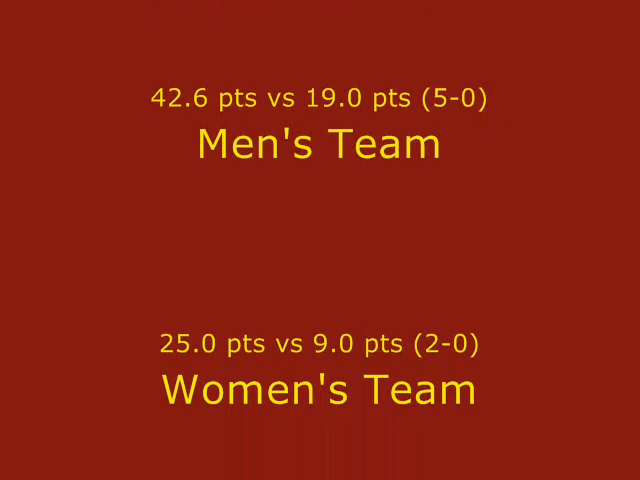 42.6 pts vs 19.0 pts (5-0)
Men's Team
25.0 pts vs 9.0 pts (2-0)
Women's Team